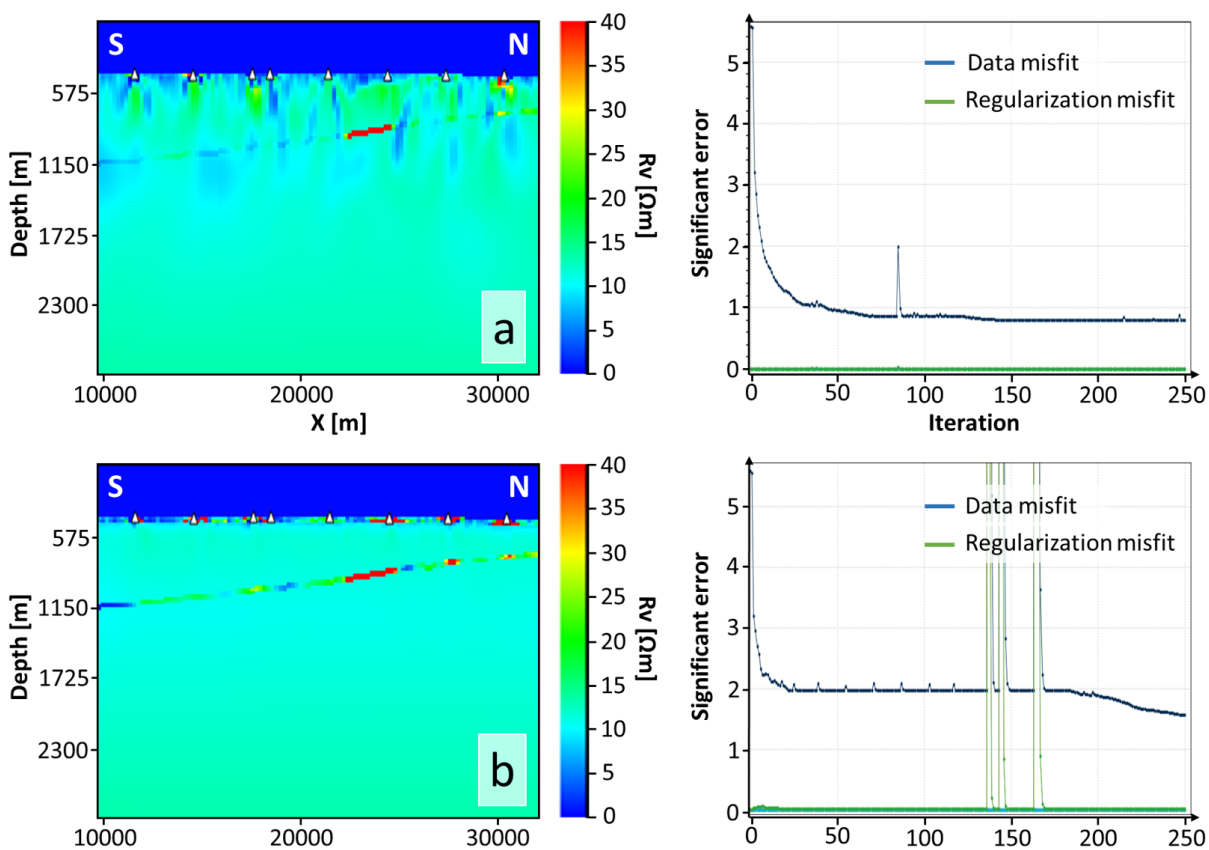 S N
40
35
30
25
20
15
10
5
0
Rv [Ωm]
575
1150
1725
2300
Depth [m]
a
10000 20000 30000
X [m]
5
4
3
2
1
0
Significant error
Data misfit
Regularization misfit
0 50 100 150 200 250
Iteration
S N
40
35
30
25
20
15
10
5
0
Rv [Ωm]
575
1150
1725
2300
Depth [m]
b
10000 20000 30000
5
4
3
2
1
0
Significant error
Data misfit
Regularization misfit
0 50 100 150 200 250